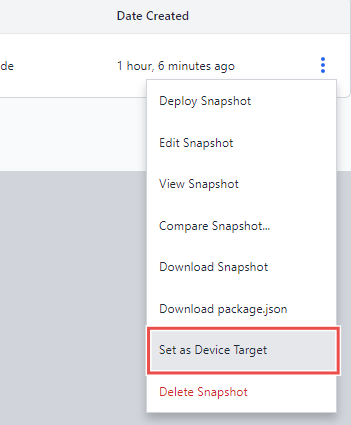 Date Created
de
1 hour, 6 minutes ago
Deploy Snapshot
Edit Snapshot
View Snapshot
Compare Snapshot...
Download Snapshot
Download package.json
Set as Device Target
Delete Snapshot